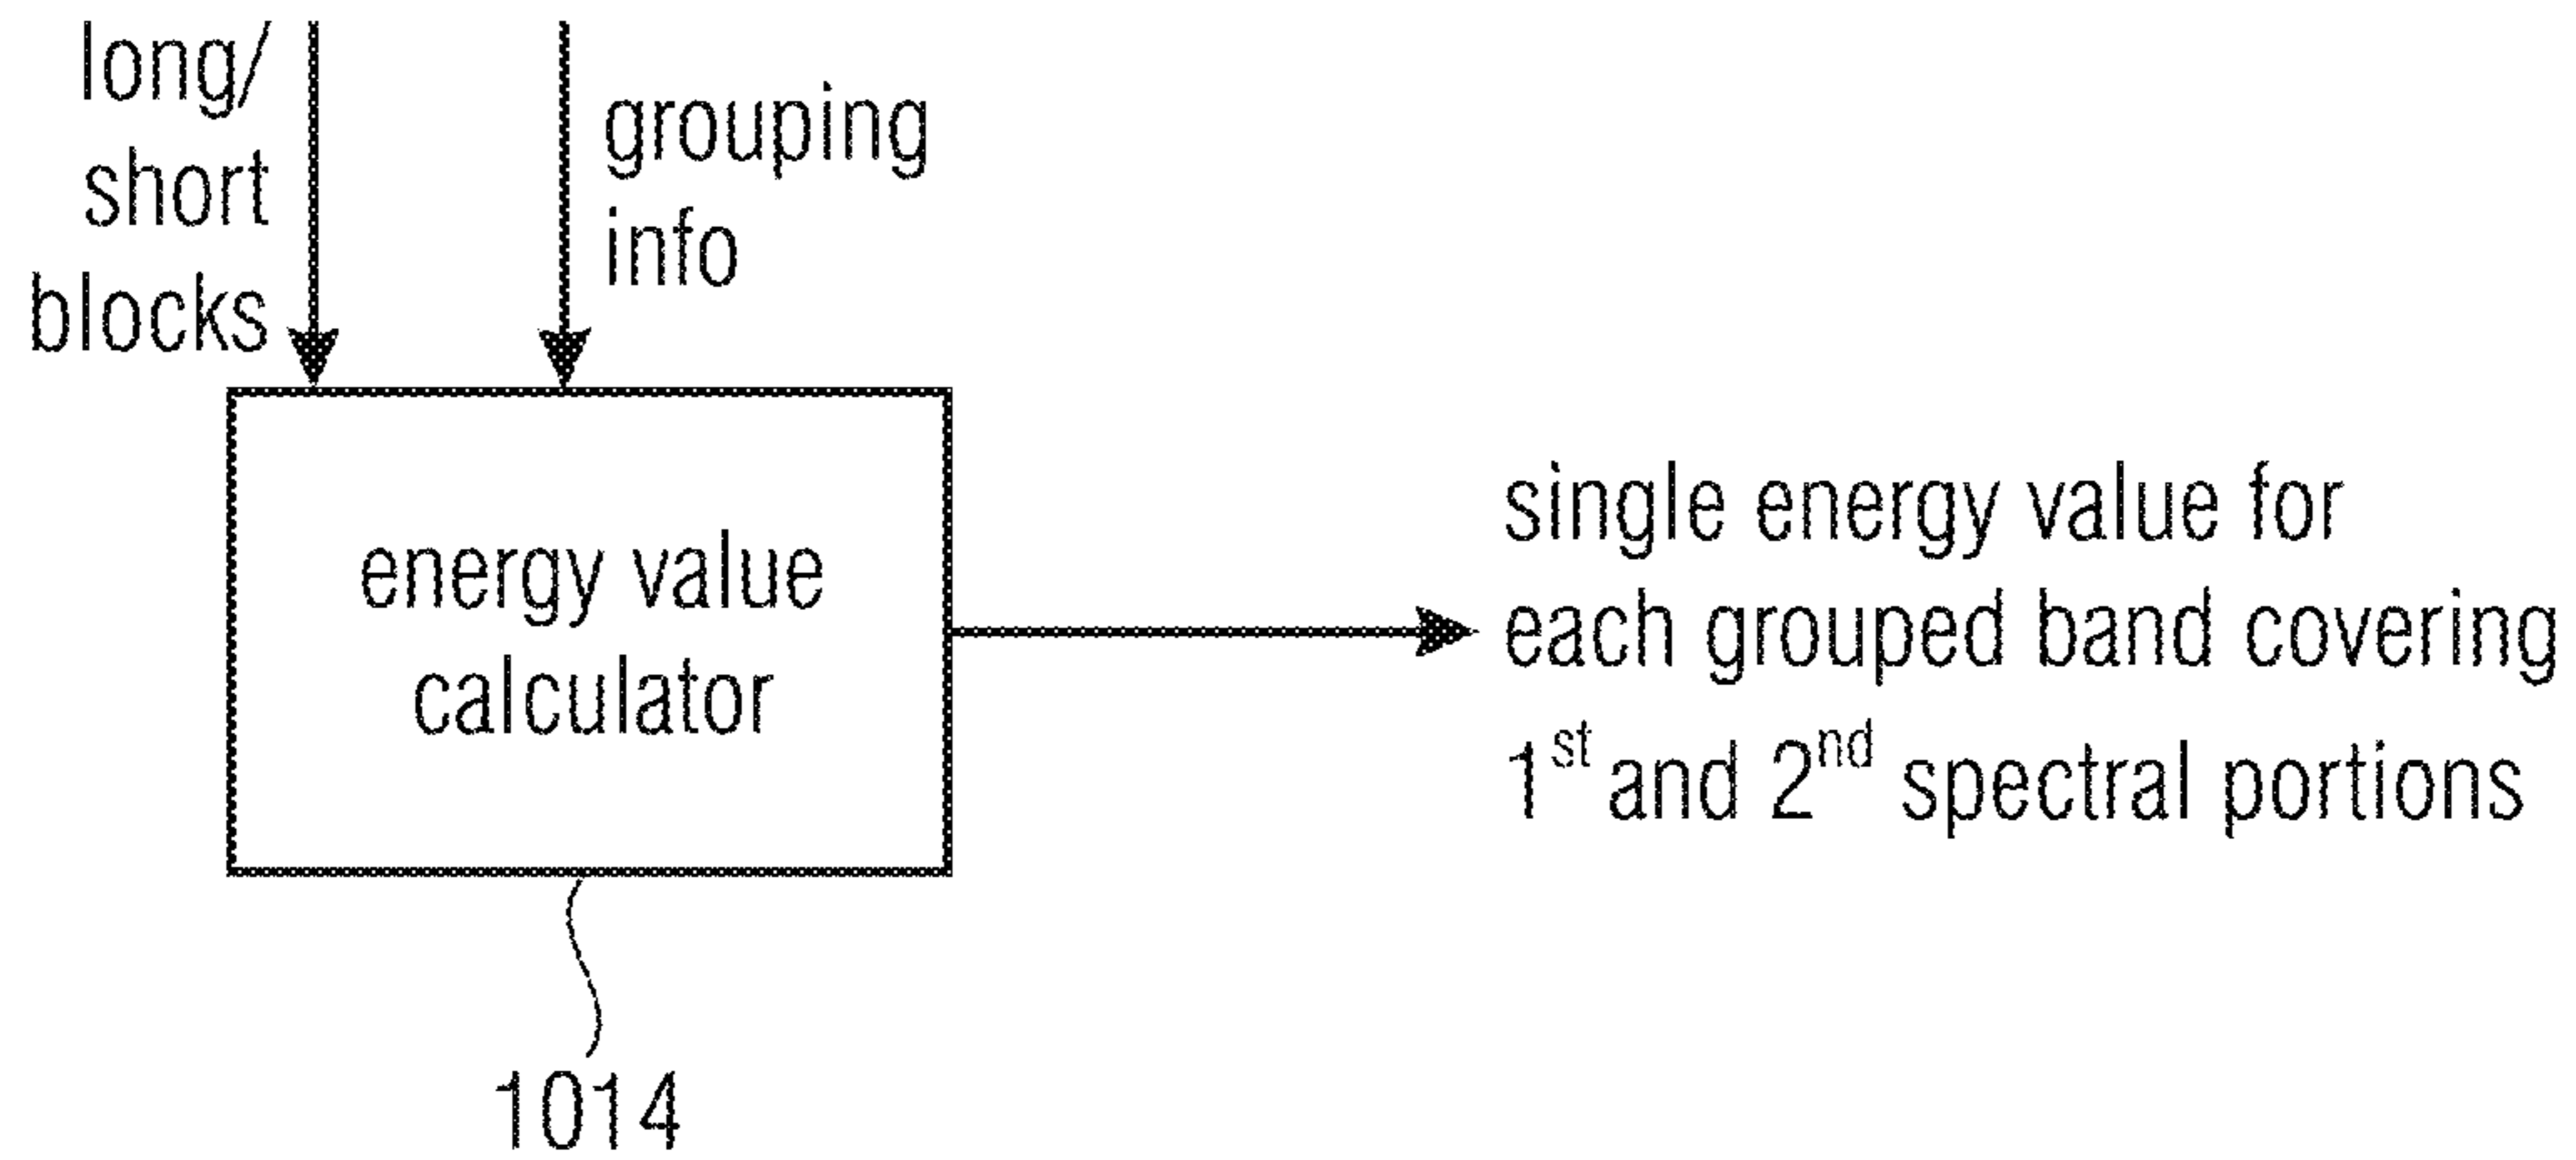 long/
short
blocks
grouping
info
energy value
calculator
single energy value for
each grouped band covering
1st and 2nd spectral portions
1014